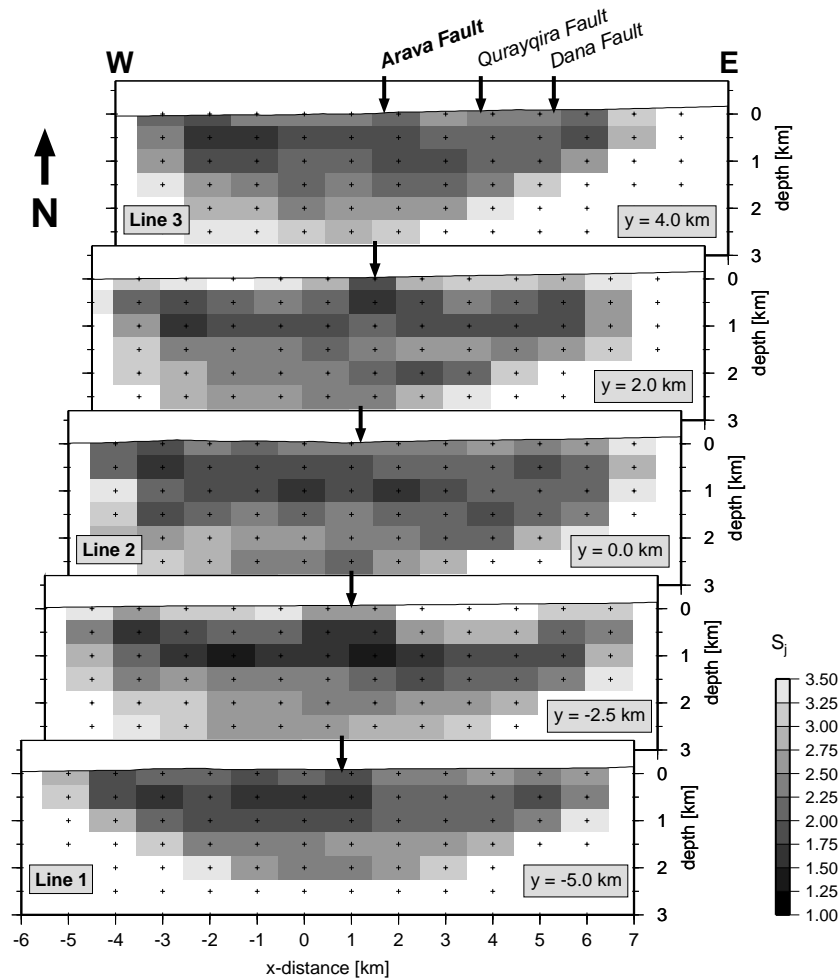 Arava Fault
Qurayqira Fault
Dana Fault
W
E
N
0
1
2
3
depth [km]
Line 3
y = 4.0 km
0
1
2
3
depth [km]
y = 2.0 km
0
1
2
3
depth [km]
Line 2
y = 0.0 km
0
1
2
3
depth [km]
y = -2.5 km
0
1
2
3
depth [km]
Line 1
y = -5.0 km
-6 -5 -4 -3 -2 -1 0 1 2 3 4 5 6 7
x-distance [km]
Sj
3.50
3.25
3.00
2.75
2.50
2.25
2.00
1.75
1.50
1.25
1.00